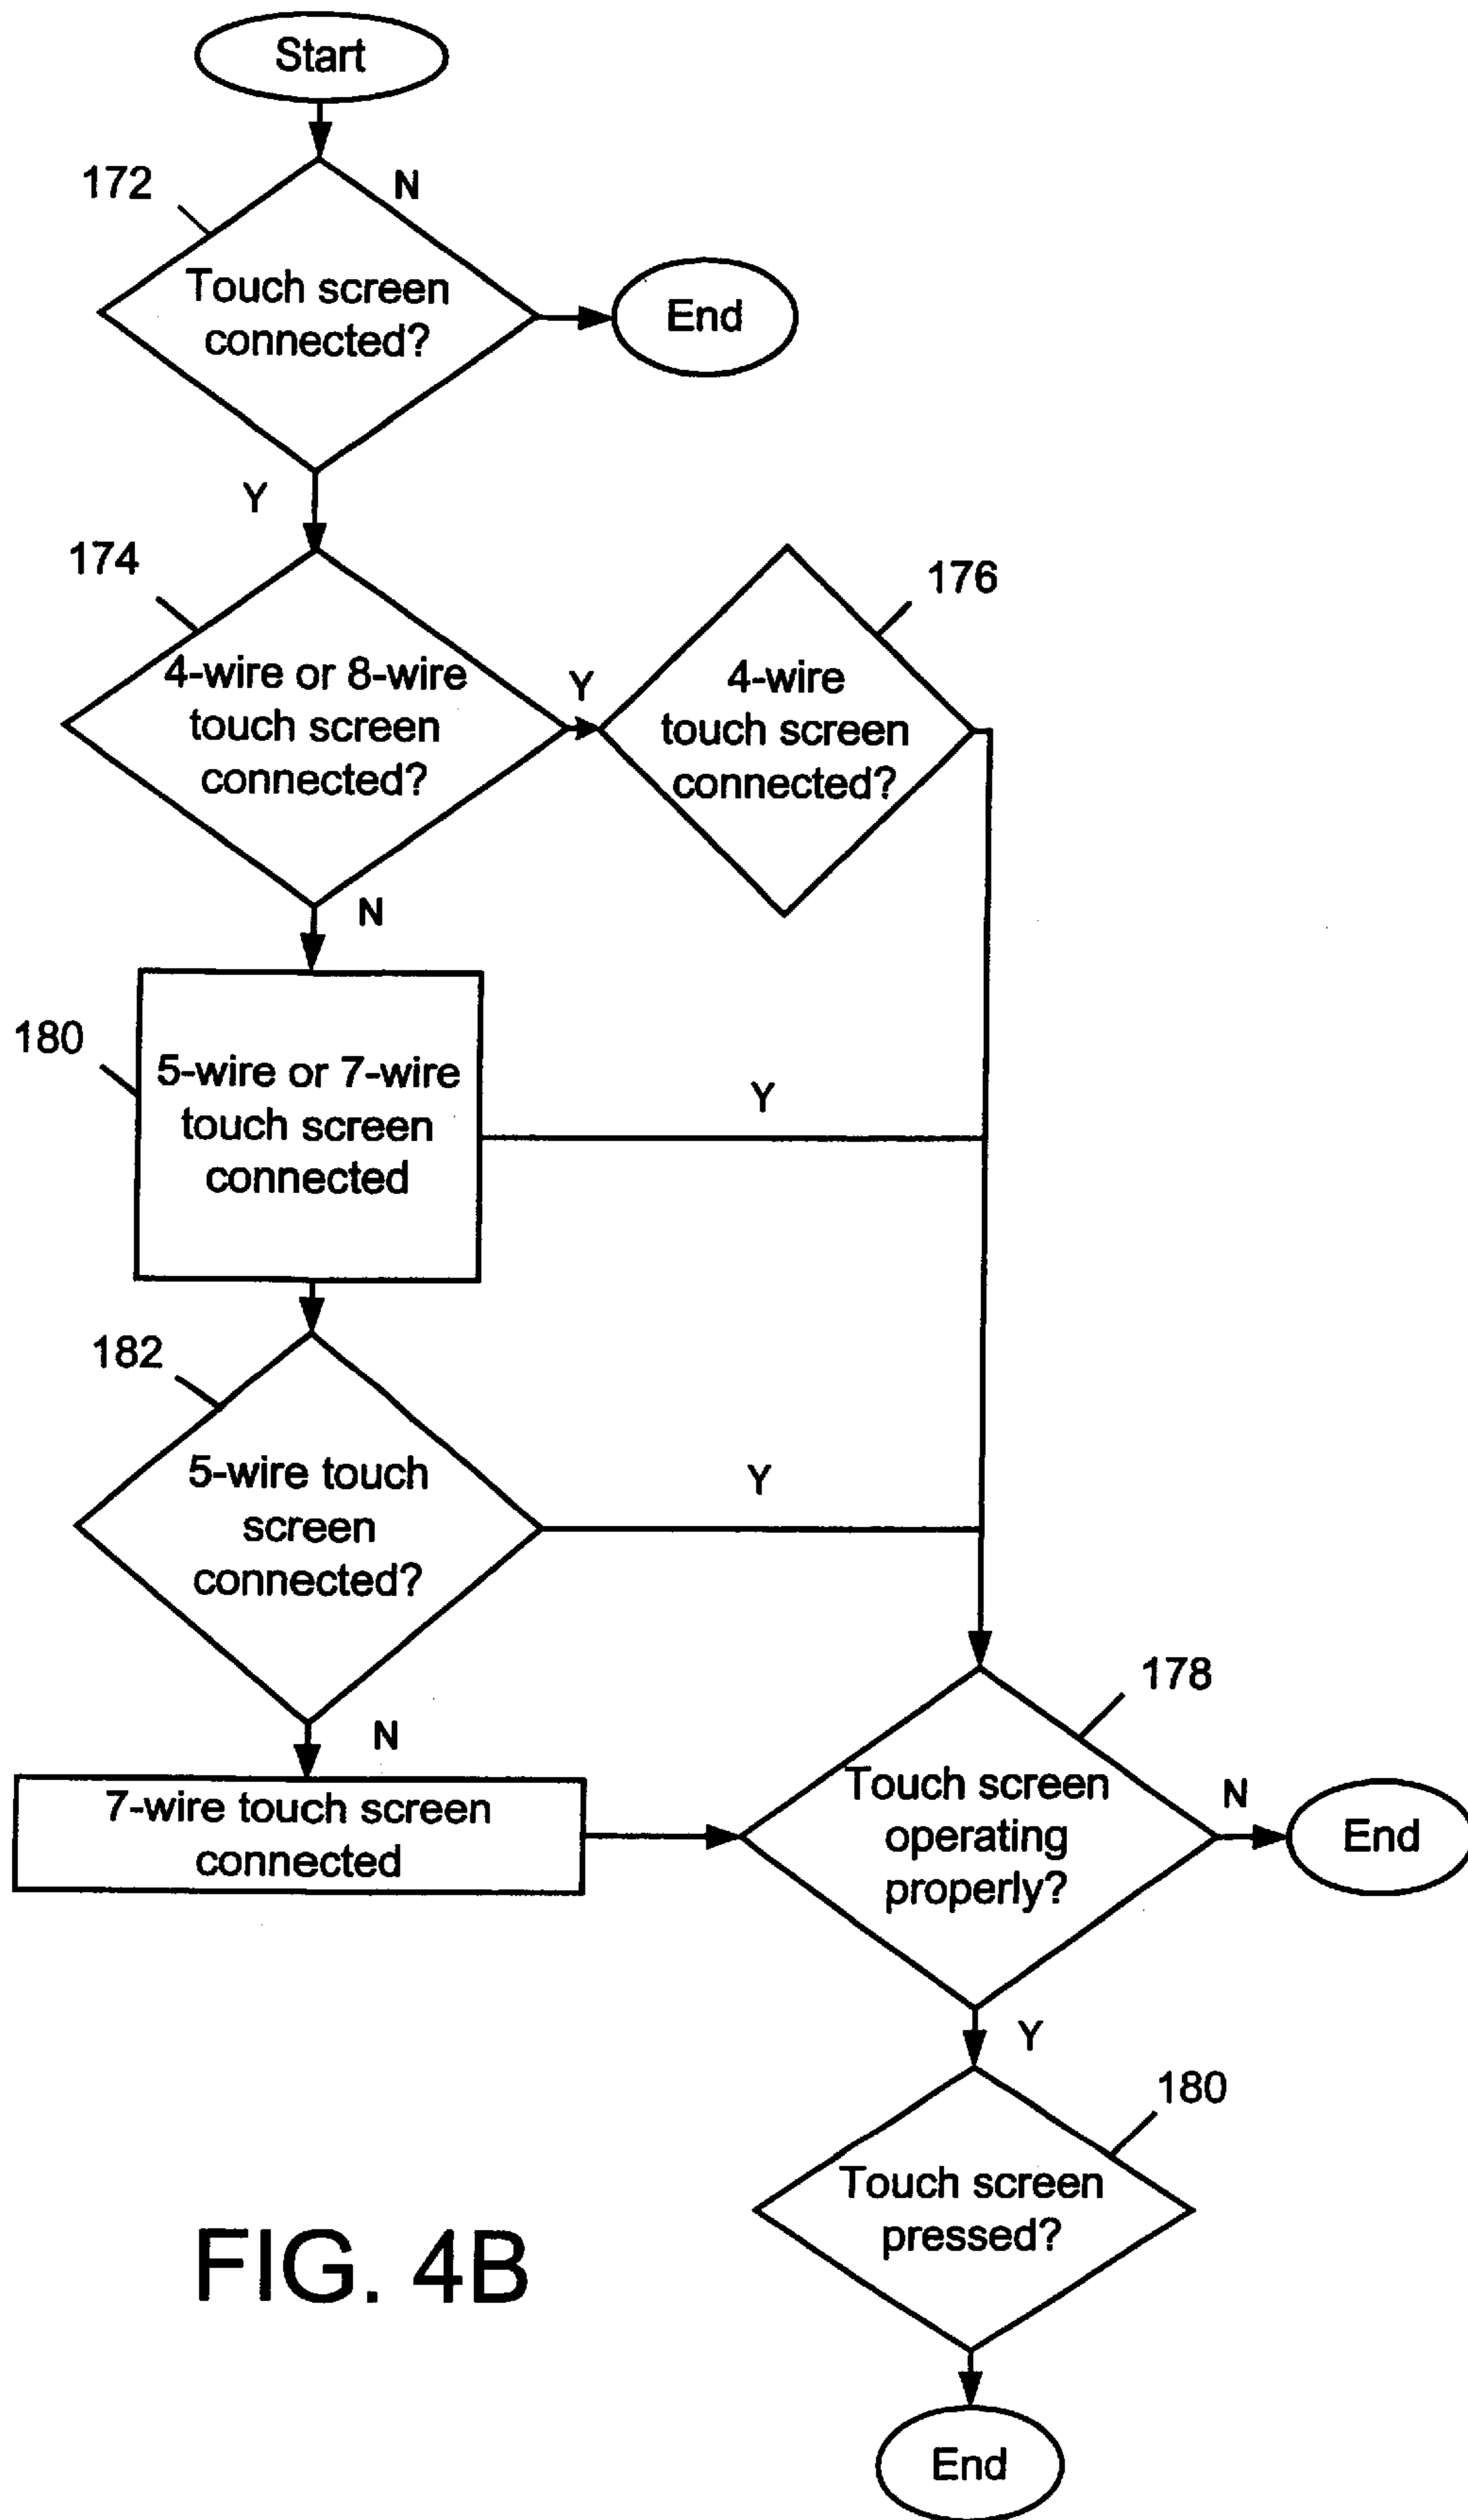 Start
172
N
Touch screen
connected?
End
Y
174
176
4-wire or 8-wire
touch screen
connected?
Y
4-wire
touch screen
connected?
N
180
5-wire or 7-wire
touch screen
connected
Y
182
5-wire touch
screen
connected?
Y
178
N
7-wire touch screen
connected
Touch screen
operating
properly?
N
End
Y
180
Touch screen
pressed?
FIG. 4B
End